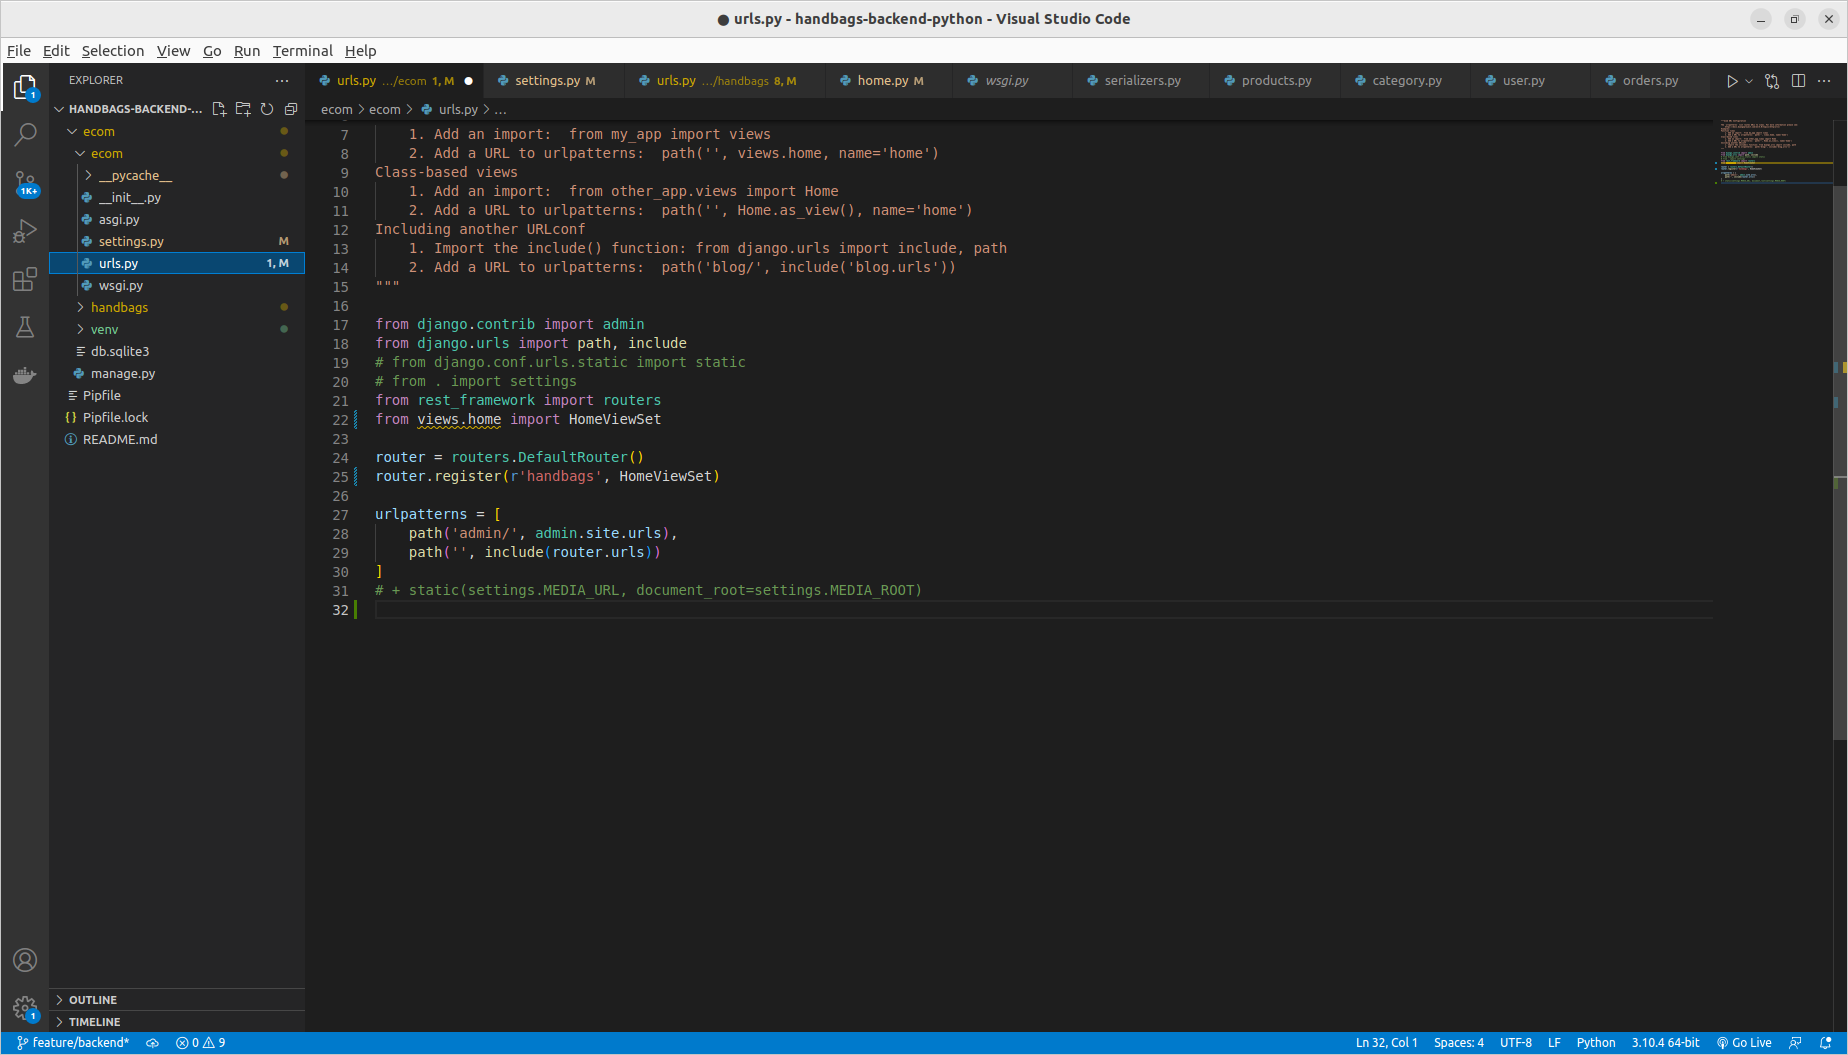 urls.py - handbags-backend-python - Visual Studio Code
File Edit Selection View Go Run Terminal Help
EXPLORER
urls.py .../ecom 1, M
settings.py M
urls.py .../handbags 8, M
home.py M
wsgi.py
serializers.py
products.py
category.py
user.py
orders.py
HANDBAGS-BACKEND-...
ecom
ecom
__pycache__
__init__.py
asgi.py
settings.py M
urls.py 1, M
wsgi.py
handbags
venv
db.sqlite3
manage.py
Pipfile
Pipfile.lock
README.md
OUTLINE
TIMELINE
1
1K+
1
ecom > ecom > urls.py > ...
7 1. Add an import:  from my_app import views
8 2. Add a URL to urlpatterns:  path('', views.home, name='home')
9 Class-based views
10 1. Add an import:  from other_app.views import Home
11 2. Add a URL to urlpatterns:  path('', Home.as_view(), name='home')
12 Including another URLconf
13 1. Import the include() function: from django.urls import include, path
14 2. Add a URL to urlpatterns:  path('blog/', include('blog.urls'))
15 """
16
17 from django.contrib import admin
18 from django.urls import path, include
19 # from django.conf.urls.static import static
20 # from . import settings
21 from rest_framework import routers
22 from views.home import HomeViewSet
23
24 router = routers.DefaultRouter()
25 router.register(r'handbags', HomeViewSet)
26
27 urlpatterns = [
28 path('admin/', admin.site.urls),
29 path('', include(router.urls))
30 ]
31 # + static(settings.MEDIA_URL, document_root=settings.MEDIA_ROOT)
32
feature/backend* 0 9 Ln 32, Col 1 Spaces: 4 UTF-8 LF Python 3.10.4 64-bit Go Live